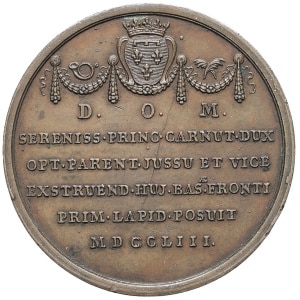 D. O. M.
SERENISS·PRINC·CARNUT·DUX
OPT·PARENT·JUSSU ET VICE
EXSTRUEND·HUJ·BAS.Æ FRONTI
PRIM·LAPID·POSUIT
MDCCLIII.